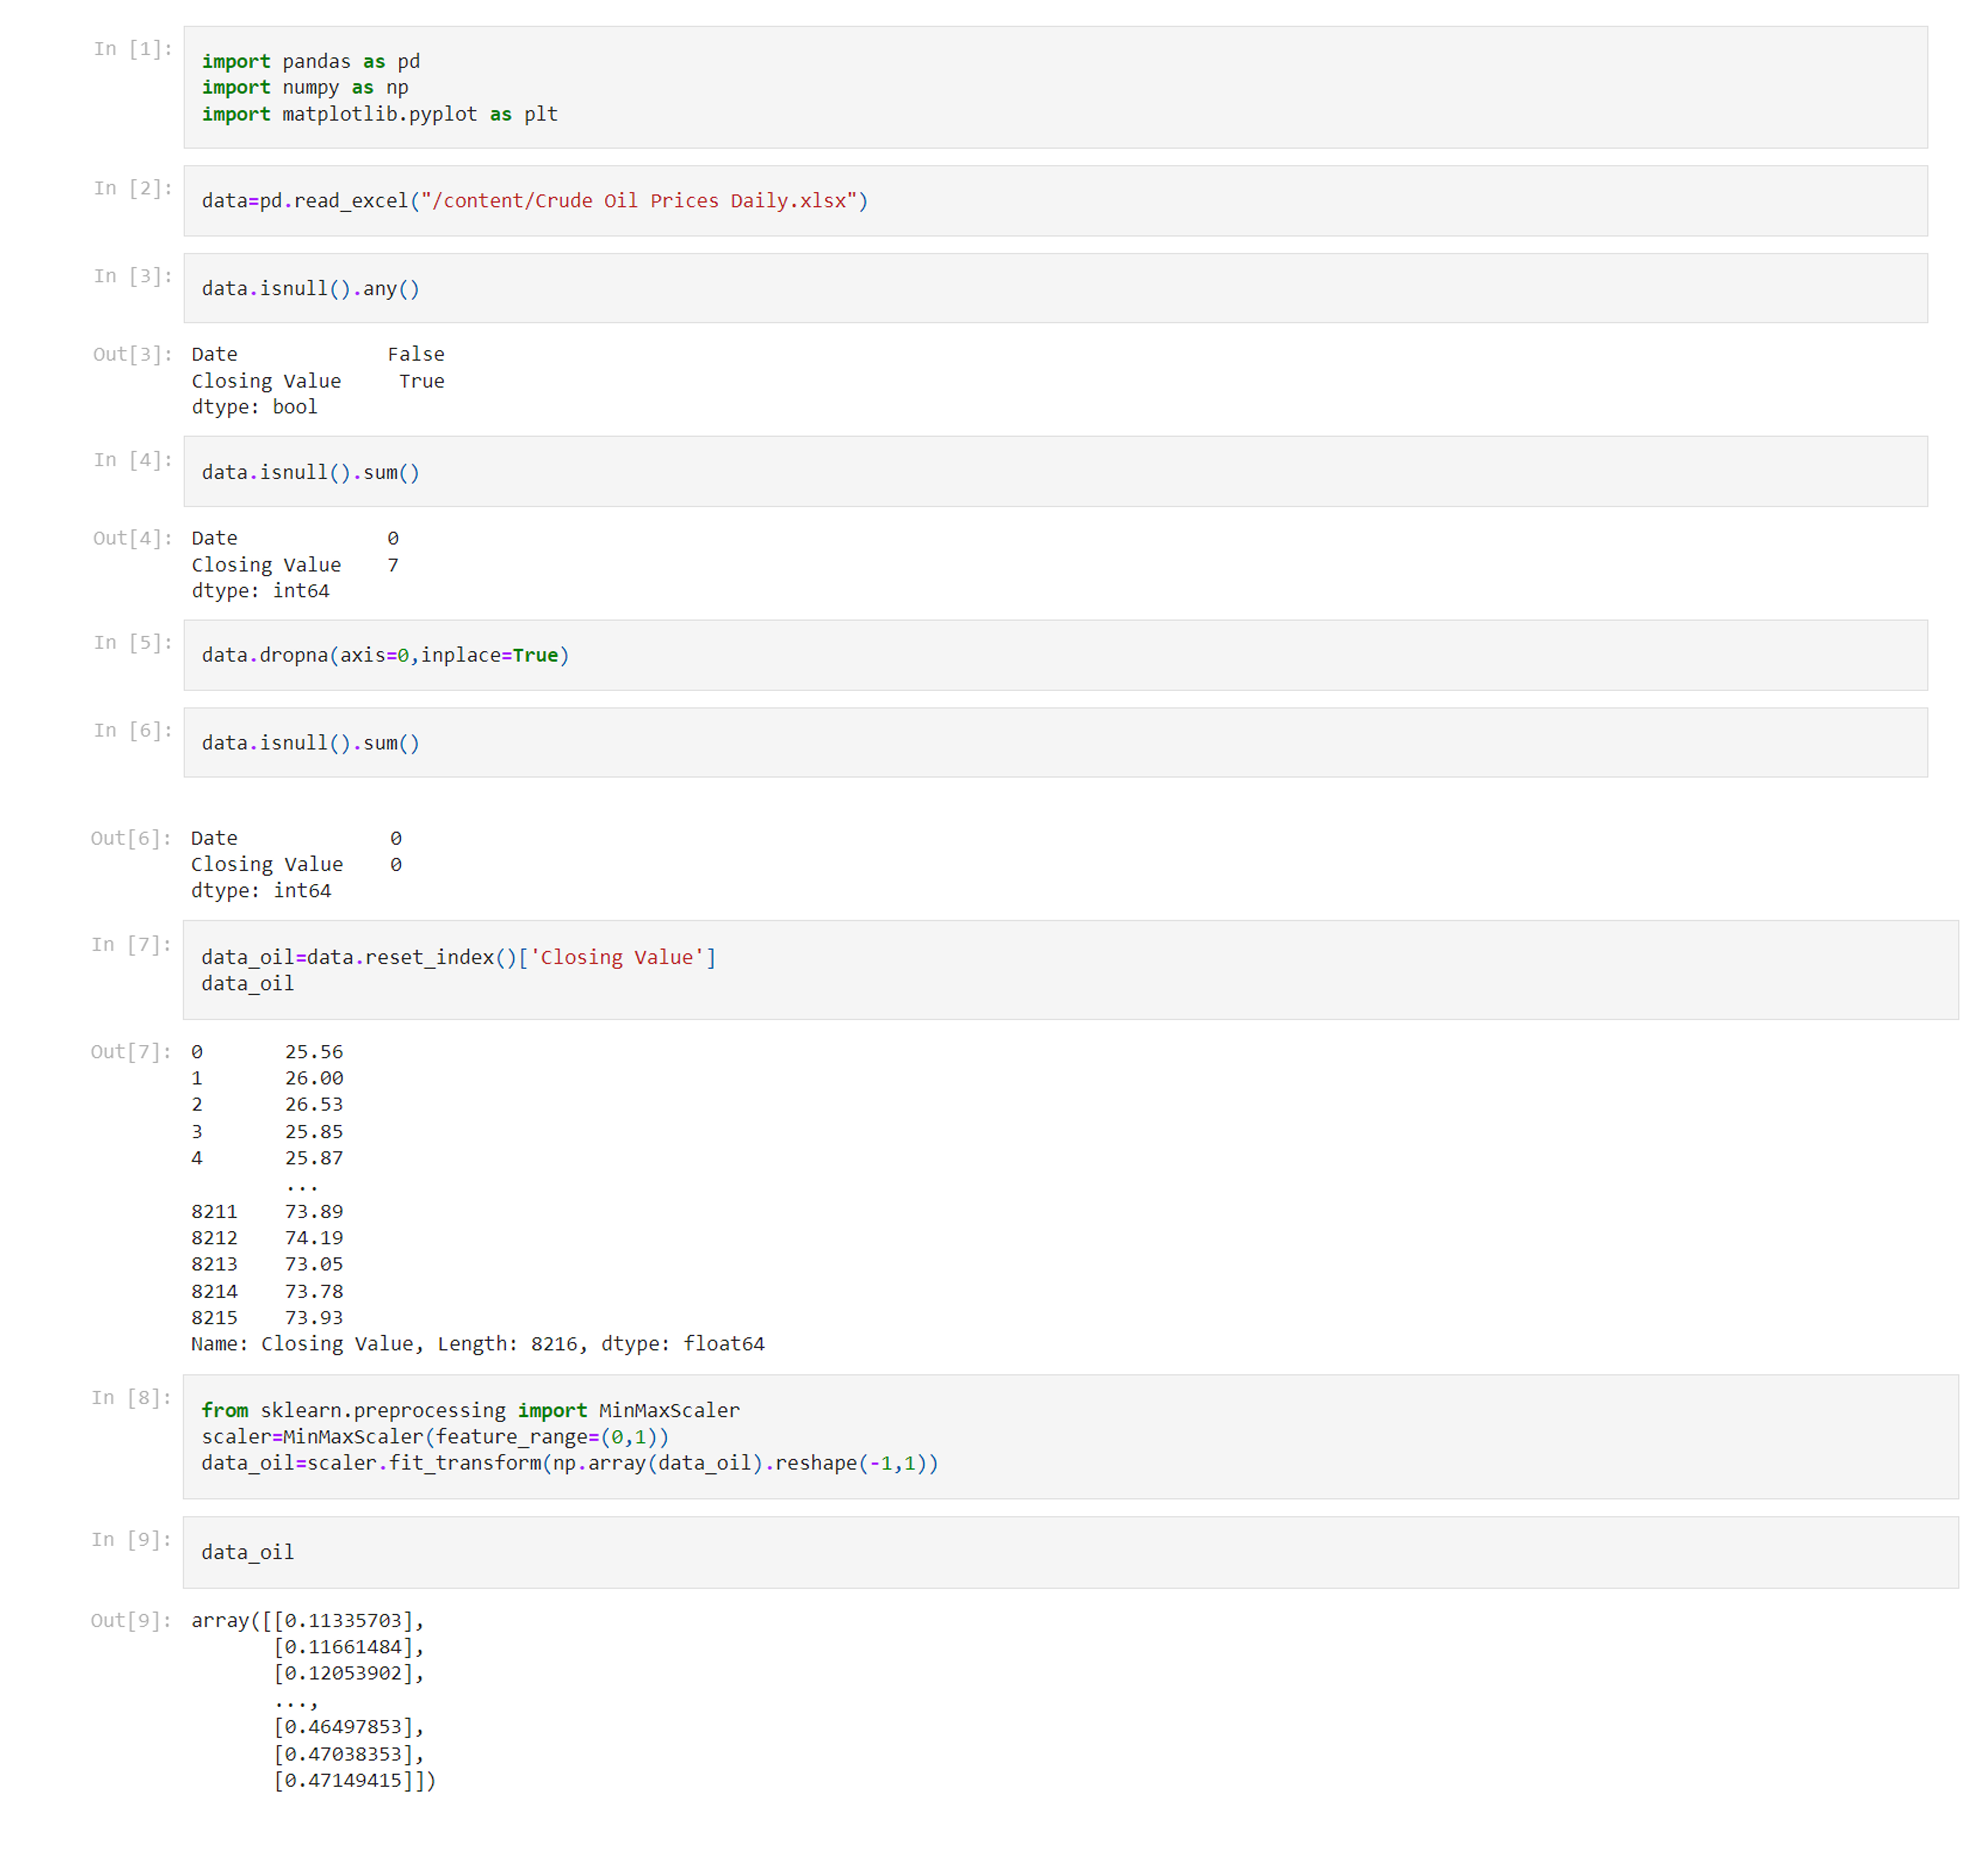 In [1]:
import pandas as pd
import numpy as np
import matplotlib.pyplot as plt
In [2]:
data=pd.read_excel("/content/Crude Oil Prices Daily.xlsx")
In [3]:
data.isnull().any()
Out[3]:
Date False
Closing Value True
dtype: bool
In [4]:
data.isnull().sum()
Out[4]:
Date 0
Closing Value 7
dtype: int64
In [5]:
data.dropna(axis=0,inplace=True)
In [6]:
data.isnull().sum()
Out[6]:
Date 0
Closing Value 0
dtype: int64
In [7]:
data_oil=data.reset_index()['Closing Value']
data_oil
Out[7]:
0 25.56
1 26.00
2 26.53
3 25.85
4 25.87
...
8211 73.89
8212 74.19
8213 73.05
8214 73.78
8215 73.93
Name: Closing Value, Length: 8216, dtype: float64
In [8]:
from sklearn.preprocessing import MinMaxScaler
scaler=MinMaxScaler(feature_range=(0,1))
data_oil=scaler.fit_transform(np.array(data_oil).reshape(-1,1))
In [9]:
data_oil
Out[9]:
array([[0.11335703],
[0.11661484],
[0.12053902],
...,
[0.46497853],
[0.47038353],
[0.47149415]])